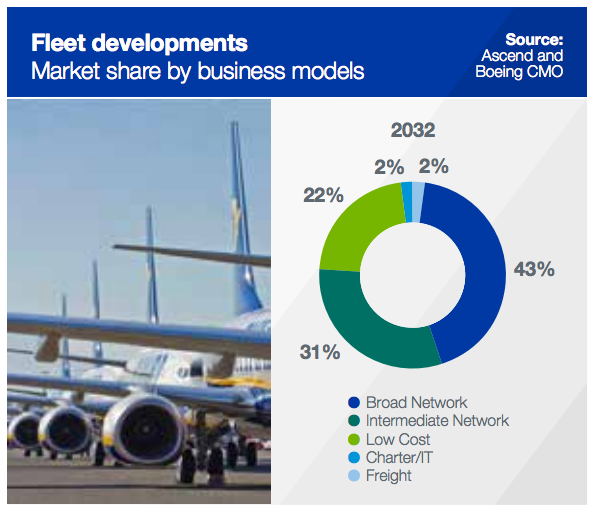 Fleet developments
Market share by business models
Source:
Ascend and
Boeing CMO
2032
2%
2%
22%
43%
31%
Broad Network
Intermediate Network
Low Cost
Charter/IT
Freight